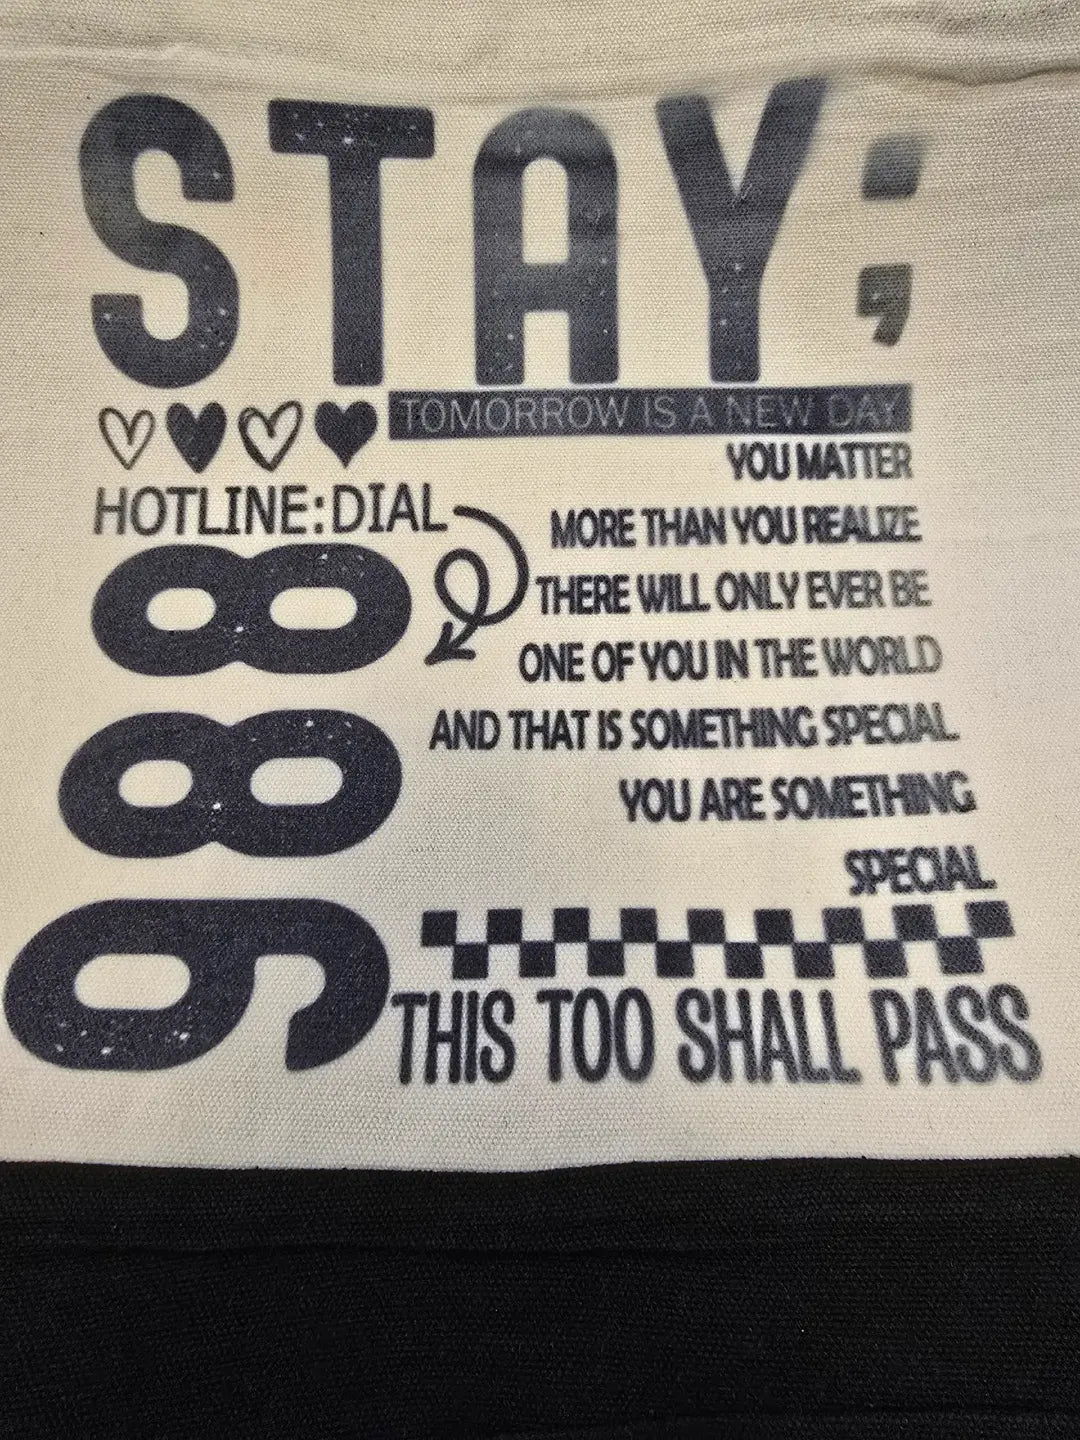 STAY;
TOMORROW IS A NEW DAY
HOTLINE:DIAL
988
YOU MATTER
MORE THAN YOU REALIZE
THERE WILL ONLY EVER BE
ONE OF YOU IN THE WORLD
AND THAT IS SOMETHING SPECIAL
YOU ARE SOMETHING
SPECIAL
THIS TOO SHALL PASS